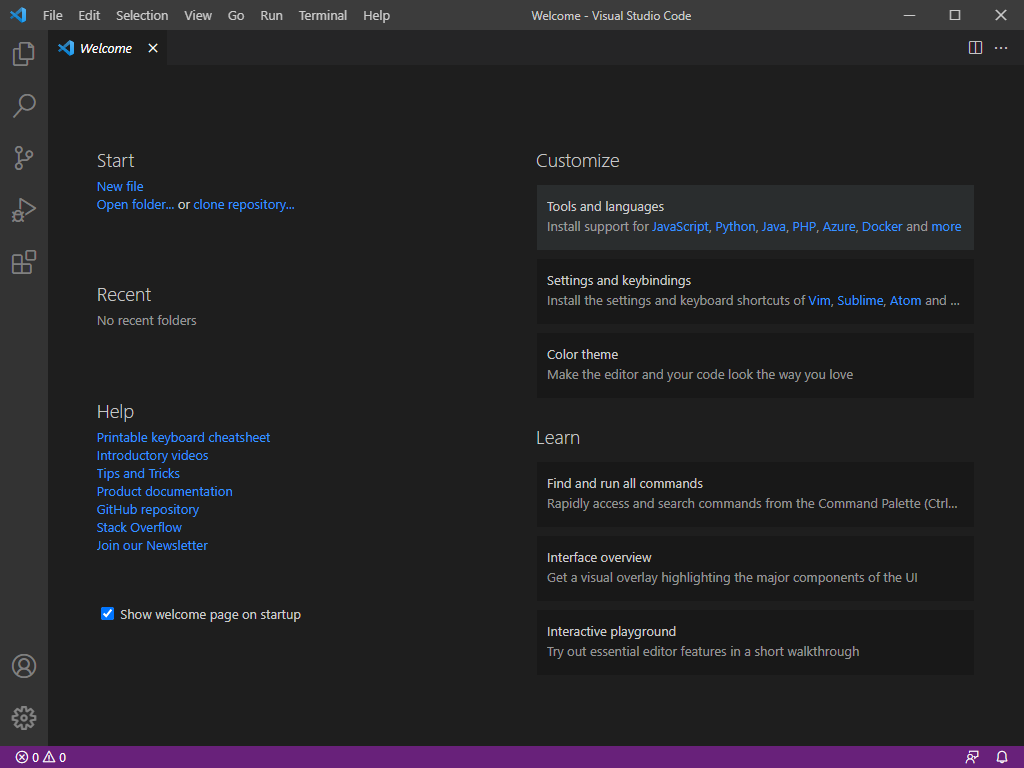 File Edit Selection View Go Run Terminal Help Welcome - Visual Studio Code
Welcome
Start
New file
Open folder... or clone repository...
Recent
No recent folders
Help
Printable keyboard cheatsheet
Introductory videos
Tips and Tricks
Product documentation
GitHub repository
Stack Overflow
Join our Newsletter
Show welcome page on startup
Customize
Tools and languages
Install support for JavaScript, Python, Java, PHP, Azure, Docker and more
Settings and keybindings
Install the settings and keyboard shortcuts of Vim, Sublime, Atom and ...
Color theme
Make the editor and your code look the way you love
Learn
Find and run all commands
Rapidly access and search commands from the Command Palette (Ctrl...
Interface overview
Get a visual overlay highlighting the major components of the UI
Interactive playground
Try out essential editor features in a short walkthrough
0 0